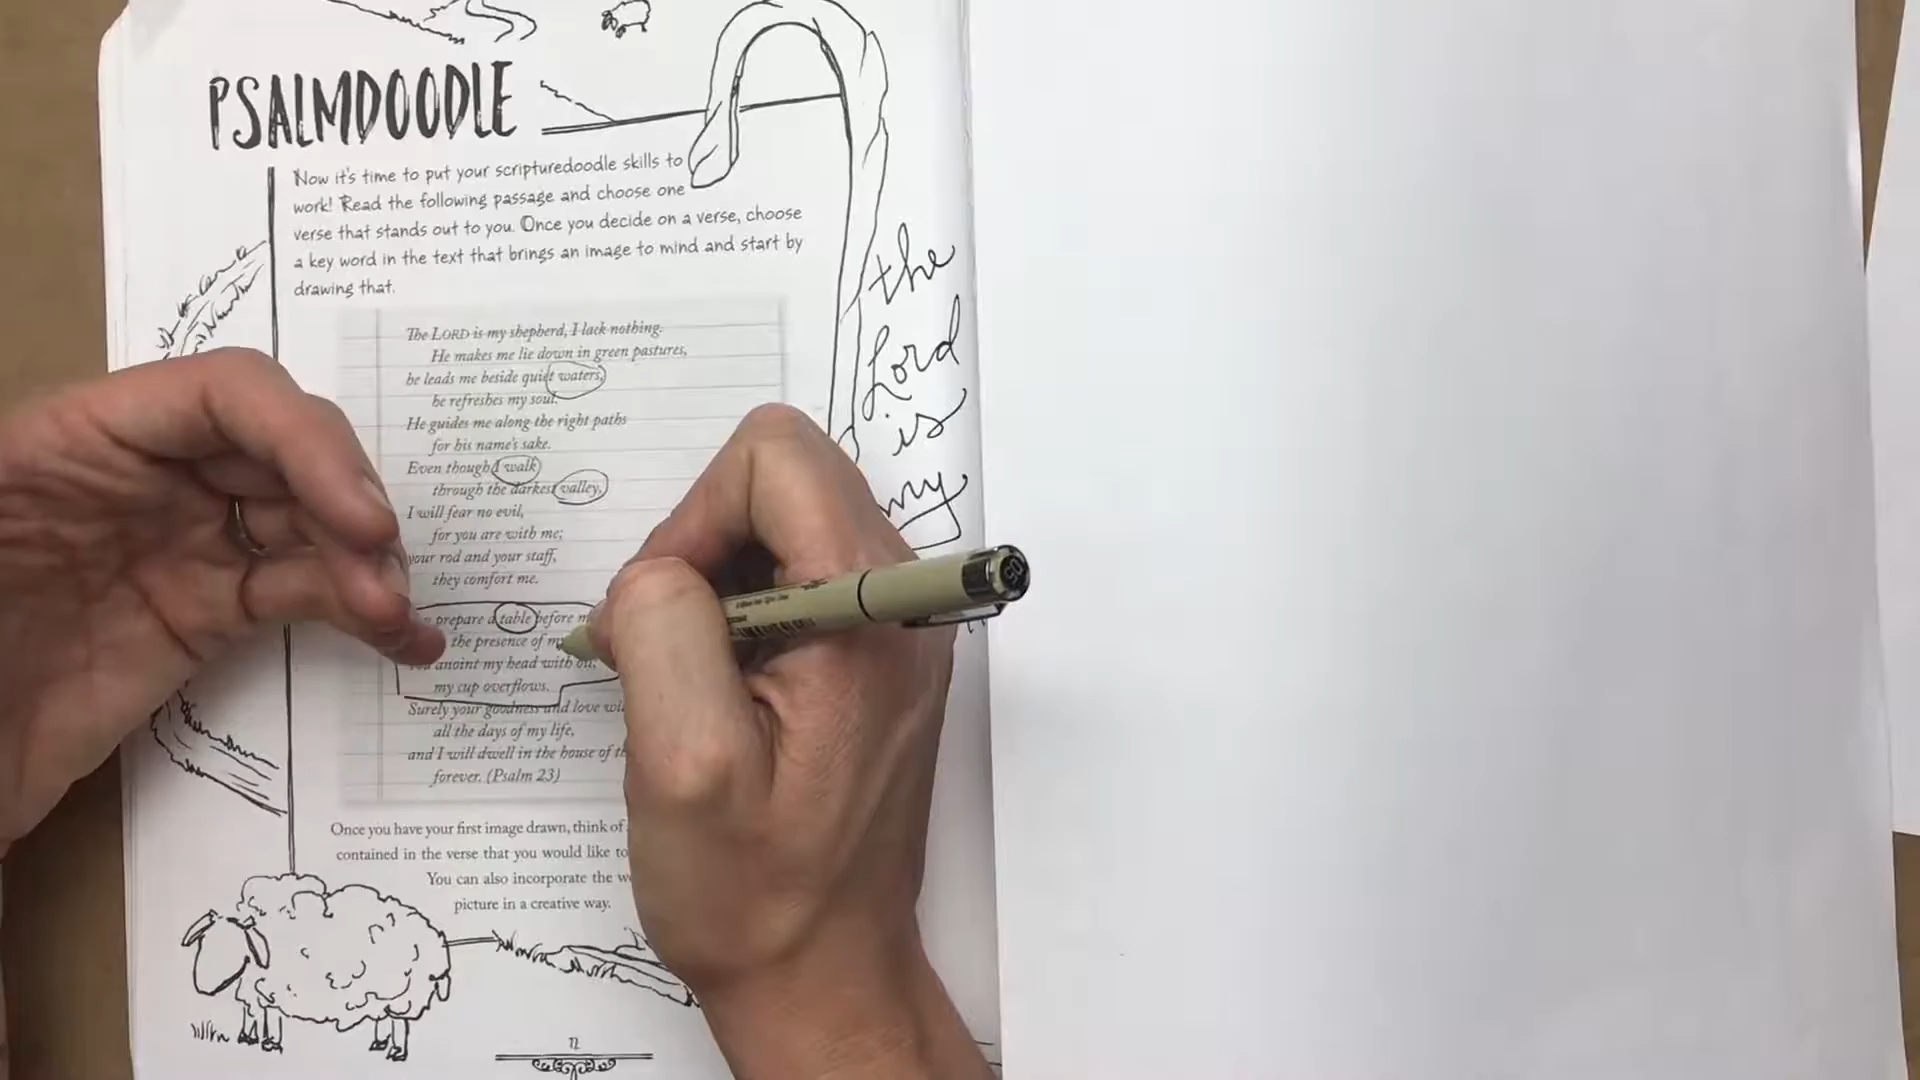 PSALMDOODLE
Now it's time to put your scripturedoodle skills to
work! Read the following passage and choose one
verse that stands out to you. Once you decide on a verse, choose
a key word in the text that brings an image to mind and start by
drawing that.
The LORD is my shepherd, I lack nothing.
He makes me lie down in green pastures,
he leads me beside quiet waters,
he refreshes my soul.
He guides me along the right paths
for his name's sake.
Even though I walk
through the darkest valley,
I will fear no evil,
for you are with me;
your rod and your staff,
they comfort me.
prepare a table before
the presence of my
anoint my head with oil;
my cup overflows.
Surely your goodness and love
all the days of my life,
and I will dwell in the house of
forever. (Psalm 23)
Once you have your first image drawn, think of
contained in the verse that you would like to
You can also incorporate the
picture in a creative way.
72
the
Lord
is
my
05